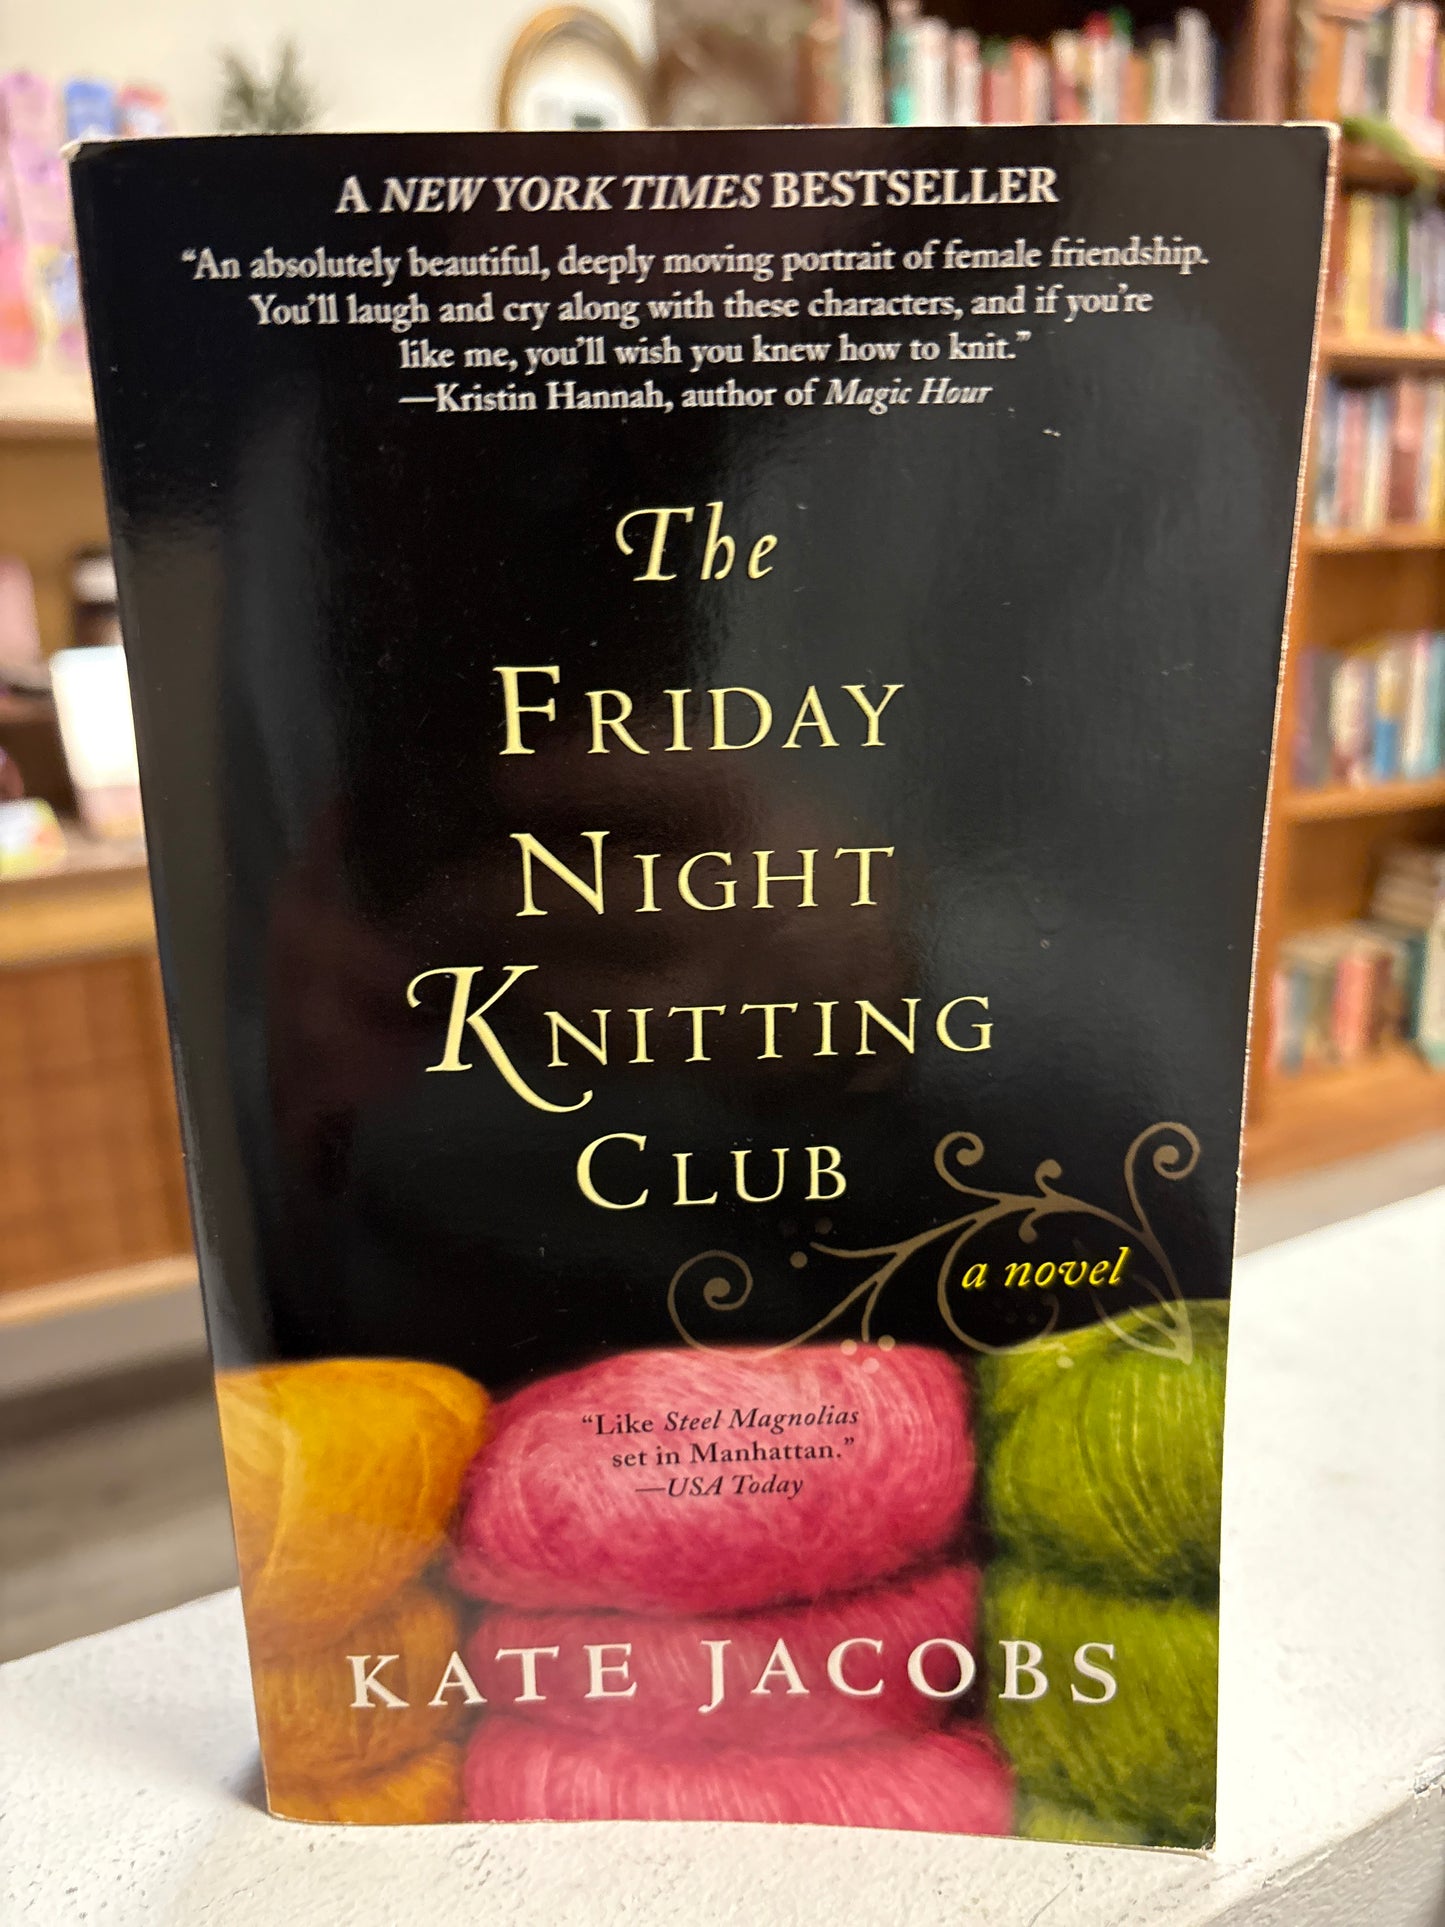 A NEW YORK TIMES BESTSELLER
“An absolutely beautiful, deeply moving portrait of female friendship.
You’ll laugh and cry along with these characters, and if you’re
like me, you’ll wish you knew how to knit.”
—Kristin Hannah, author of Magic Hour
The
FRIDAY
NIGHT
KNITTING
CLUB
a novel
“Like Steel Magnolias
set in Manhattan.”
—USA Today
KATE JACOBS